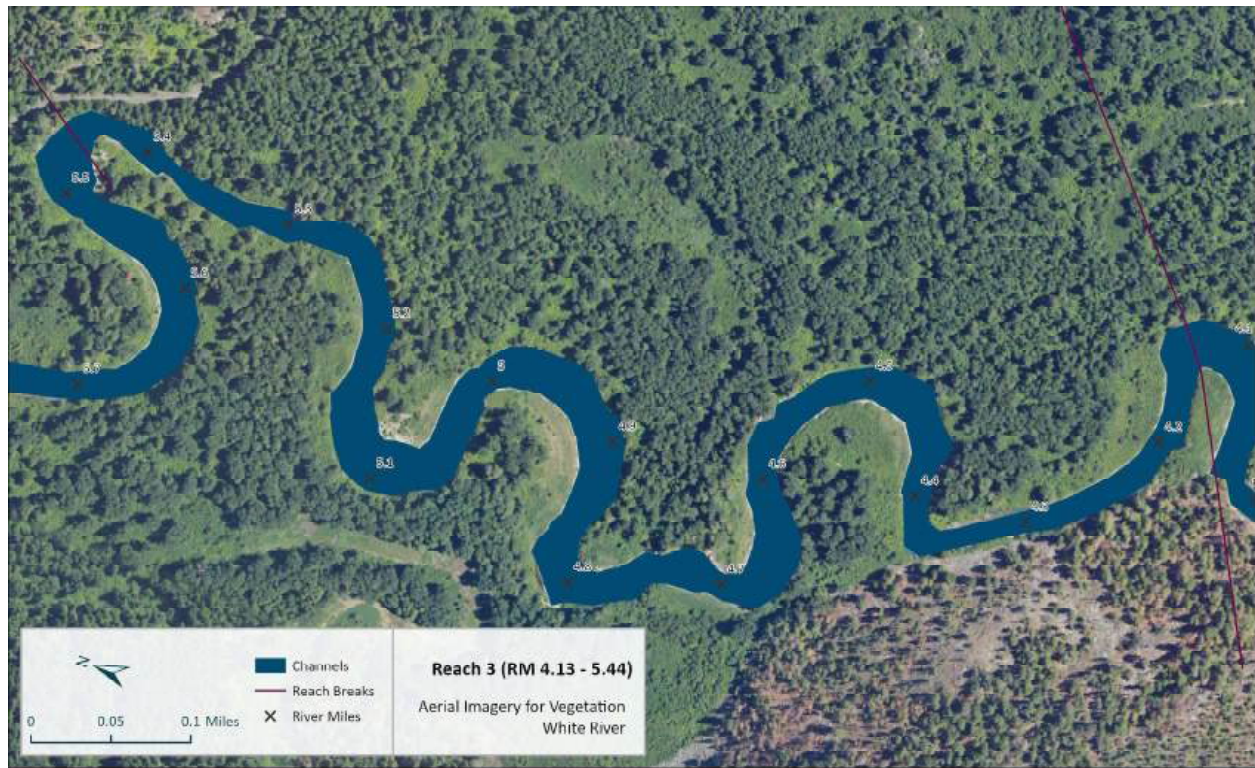 5.4
5.5
5.3
5.6
5.2
5.7
5
4.9
5.1
4.8
4.7
4.6
4.4
4.3
4.2
N
0 0.05 0.1 Miles
Channels
Reach Breaks
River Miles
Reach 3 (RM 4.13 - 5.44)
Aerial Imagery for Vegetation
White River